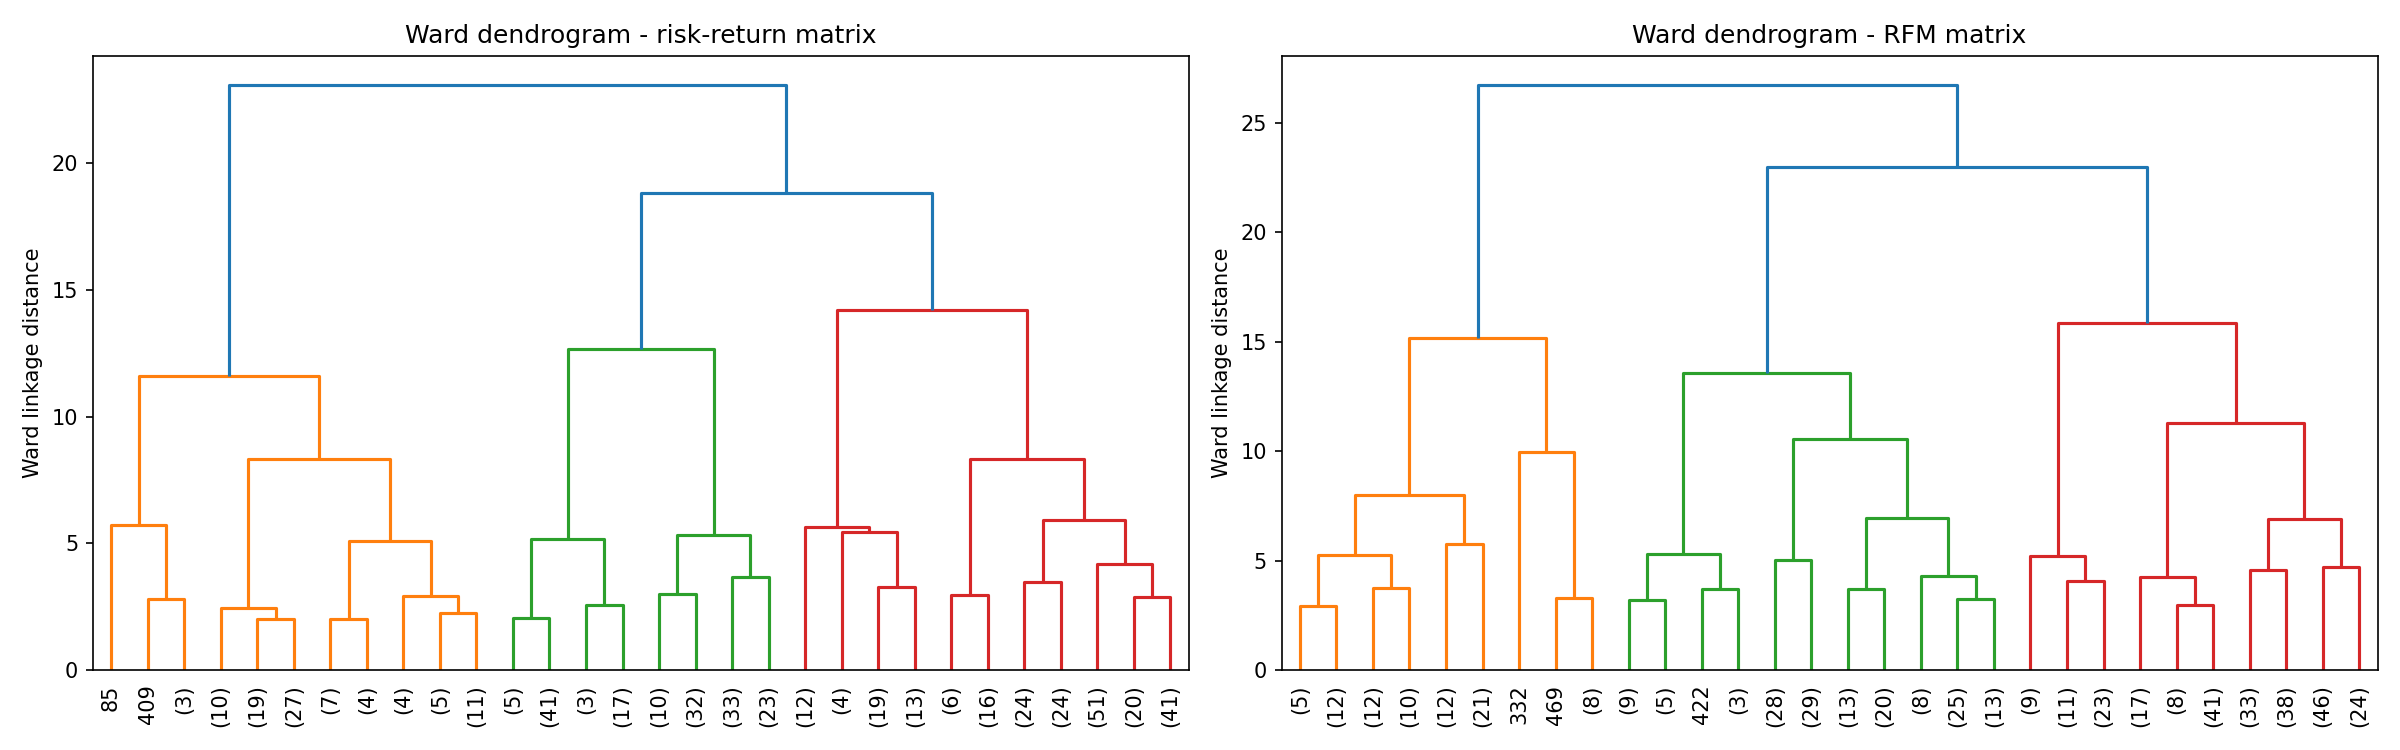 Ward dendrogram - risk-return matrix
Ward linkage distance
20
15
10
5
0
85 409 (3) (10) (19) (27) (7) (4) (4) (5) (11) (5) (41) (3) (17) (10) (32) (33) (23) (12) (4) (19) (13) (6) (16) (24) (24) (51) (20) (41)
Ward dendrogram - RFM matrix
Ward linkage distance
25
20
15
10
5
0
(5) (12) (12) (10) (12) (21) 332 469 (8) (9) (5) 422 (3) (28) (29) (13) (20) (8) (25) (13) (9) (11) (23) (17) (8) (41) (33) (38) (46) (24)